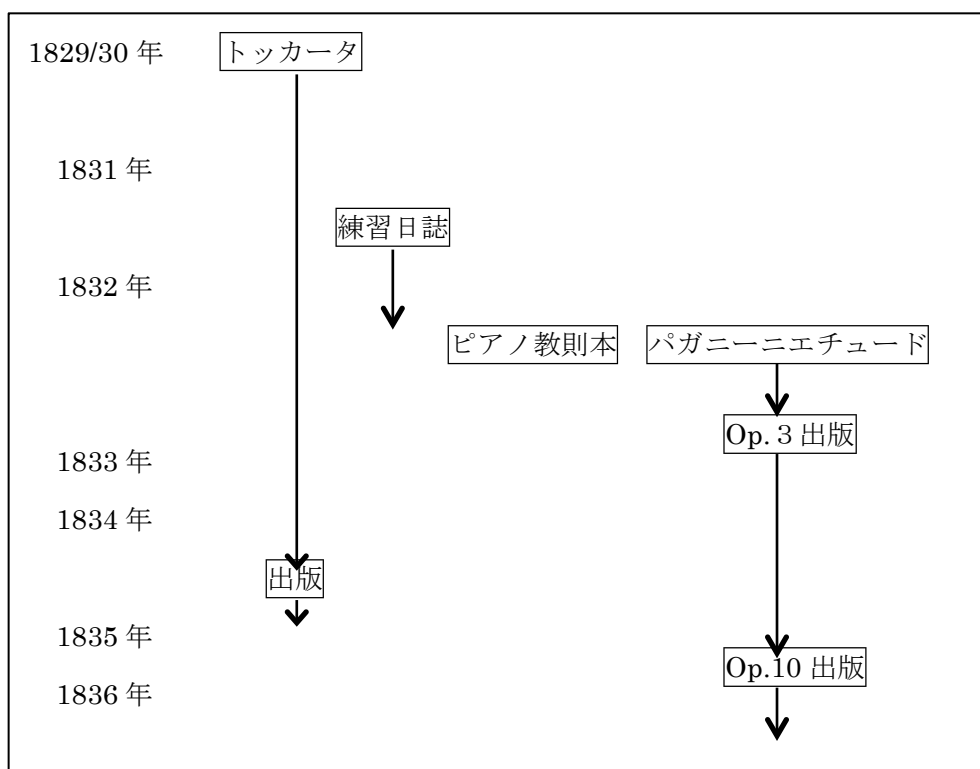 1829/30 年 トッカータ
1831 年
練習日誌
1832 年
ピアノ教則本 パガニーニエチュード
Op.３出版
1833 年
1834 年
出版
1835 年
Op.10 出版
1836 年